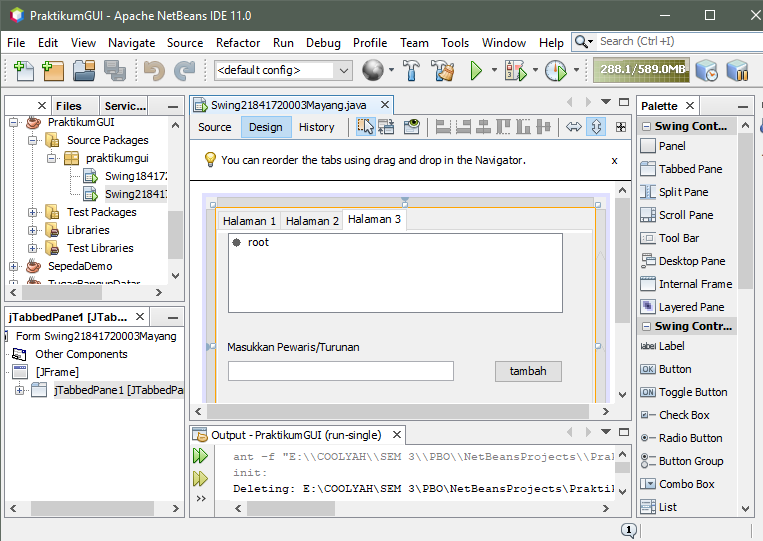 PraktikumGUI - Apache NetBeans IDE 11.0
File Edit View Navigate Source Refactor Run Debug Profile Team Tools Window Help Search (Ctrl+I)
<default config> 288.1/589.0MB
Files Servic...
PraktikumGUI
Source Packages
praktikumgui
Swing18417
Swing21841
Test Packages
Libraries
Test Libraries
SepedaDemo
TugasBangunDatar
jTabbedPane1 [JTab...
Form Swing21841720003Mayang
Other Components
[JFrame]
jTabbedPane1 [JTabbedPa
Swing21841720003Mayang.java
Source Design History
You can reorder the tabs using drag and drop in the Navigator. x
Halaman 1 Halaman 2 Halaman 3
root
Masukkan Pewaris/Turunan
tambah
Output - PraktikumGUI (run-single)
ant -f "E:\\COOLYAH\\SEM 3\\PBO\\NetBeansProjects\\Pra
init:
Deleting: E:\COOLYAH\SEM 3\PBO\NetBeansProjects\Prakti
>>
Palette
Swing Cont...
Panel
Tabbed Pane
Split Pane
Scroll Pane
Tool Bar
Desktop Pane
Internal Frame
Layered Pane
Swing Contr...
label Label
OK Button
ON Toggle Button
Check Box
Radio Button
Button Group
Combo Box
List
1